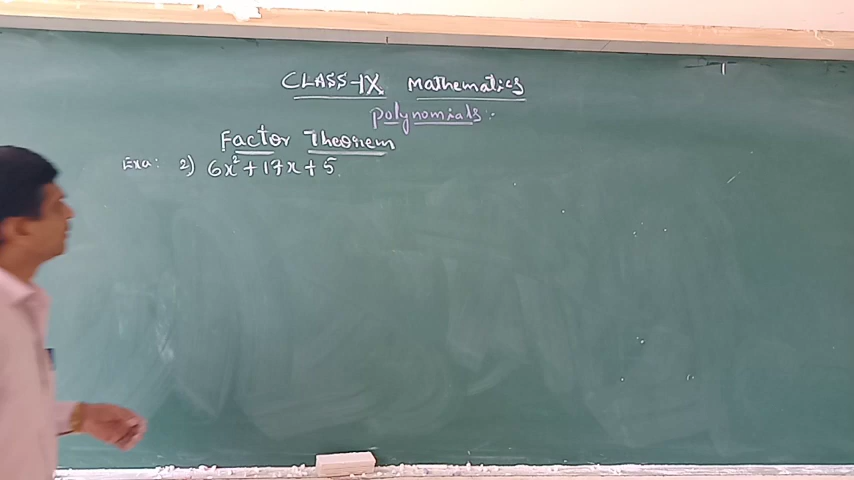 CLASS-IX Mathematics
Polynomials:-
Factor Theorem
Exa: 2) 6x² + 17x + 5.